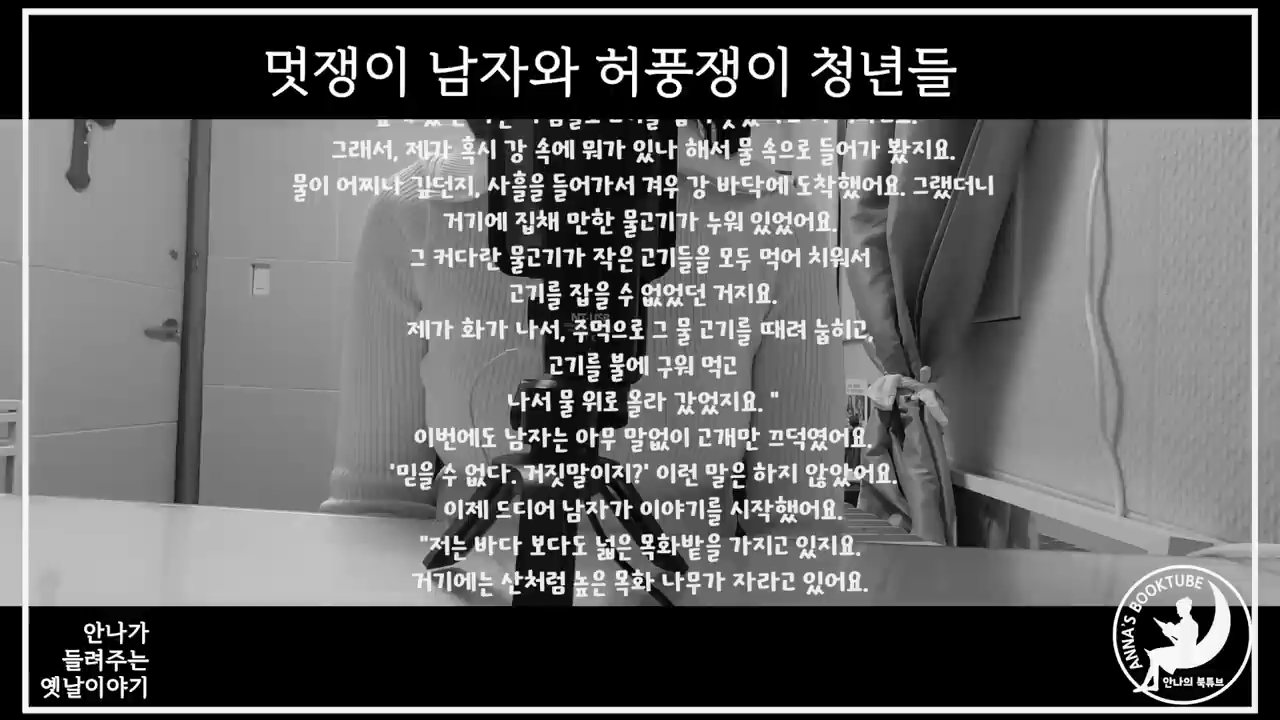 멋쟁이 남자와 허풍쟁이 청년들
그래서, 제가 혹시 강 속에 뭐가 있나 해서 물 속으로 들어가 봤지요.
물이 어찌나 깊던지, 사흘을 들어가서 겨우 강 바닥에 도착했어요. 그랬더니
거기에 집채 만한 물고기가 누워 있었어요.
그 커다란 물고기가 작은 고기들을 모두 먹어 치워서
고기를 잡을 수 없었던 거지요.
제가 화가 나서, 주먹으로 그 물 고기를 때려 눕히고,
고기를 불에 구워 먹고
나서 물 위로 올라 갔었지요. "
이번에도 남자는 아무 말없이 고개만 끄덕였어요.
'믿을 수 없다. 거짓말이지?' 이런 말은 하지 않았어요.
이제 드디어 남자가 이야기를 시작했어요.
"저는 바다 보다도 넓은 목화밭을 가지고 있지요.
거기에는 산처럼 높은 목화 나무가 자라고 있어요.
안나가
들려주는
옛날이야기
ANNA'S BOOKTUBE
안나의 북튜브
NT-USB